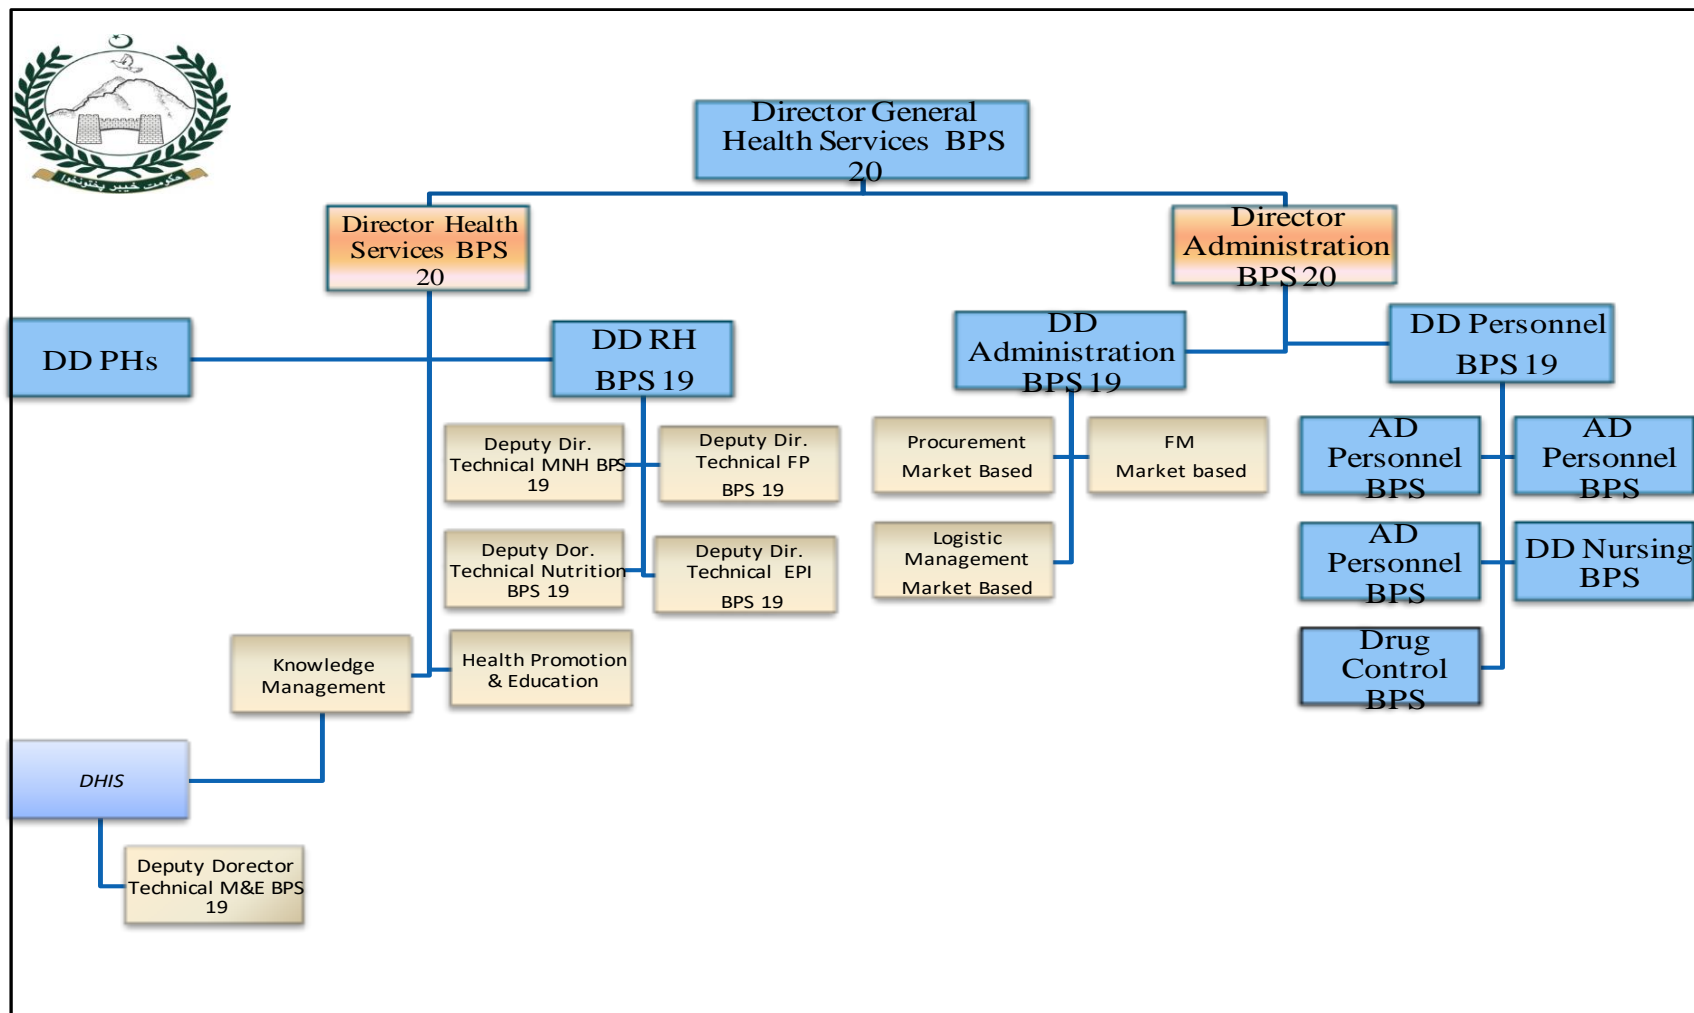 حکومت خیبر پختونخوا
Director General
Health Services BPS
20
Director Health
Services BPS
20
Director
Administration
BPS 20
DD PHs
DD RH
BPS 19
DD
Administration
BPS 19
DD Personnel
BPS 19
Deputy Dir.
Technical MNH BPS
19
Deputy Dir.
Technical FP
BPS 19
Procurement
Market Based
FM
Market based
AD
Personnel
BPS
AD
Personnel
BPS
Deputy Dor.
Technical Nutrition
BPS 19
Deputy Dir.
Technical EPI
BPS 19
Logistic
Management
Market Based
AD
Personnel
BPS
DD Nursing
BPS
Knowledge
Management
Health Promotion
& Education
Drug
Control
BPS
DHIS
Deputy Dorector
Technical M&E BPS
19